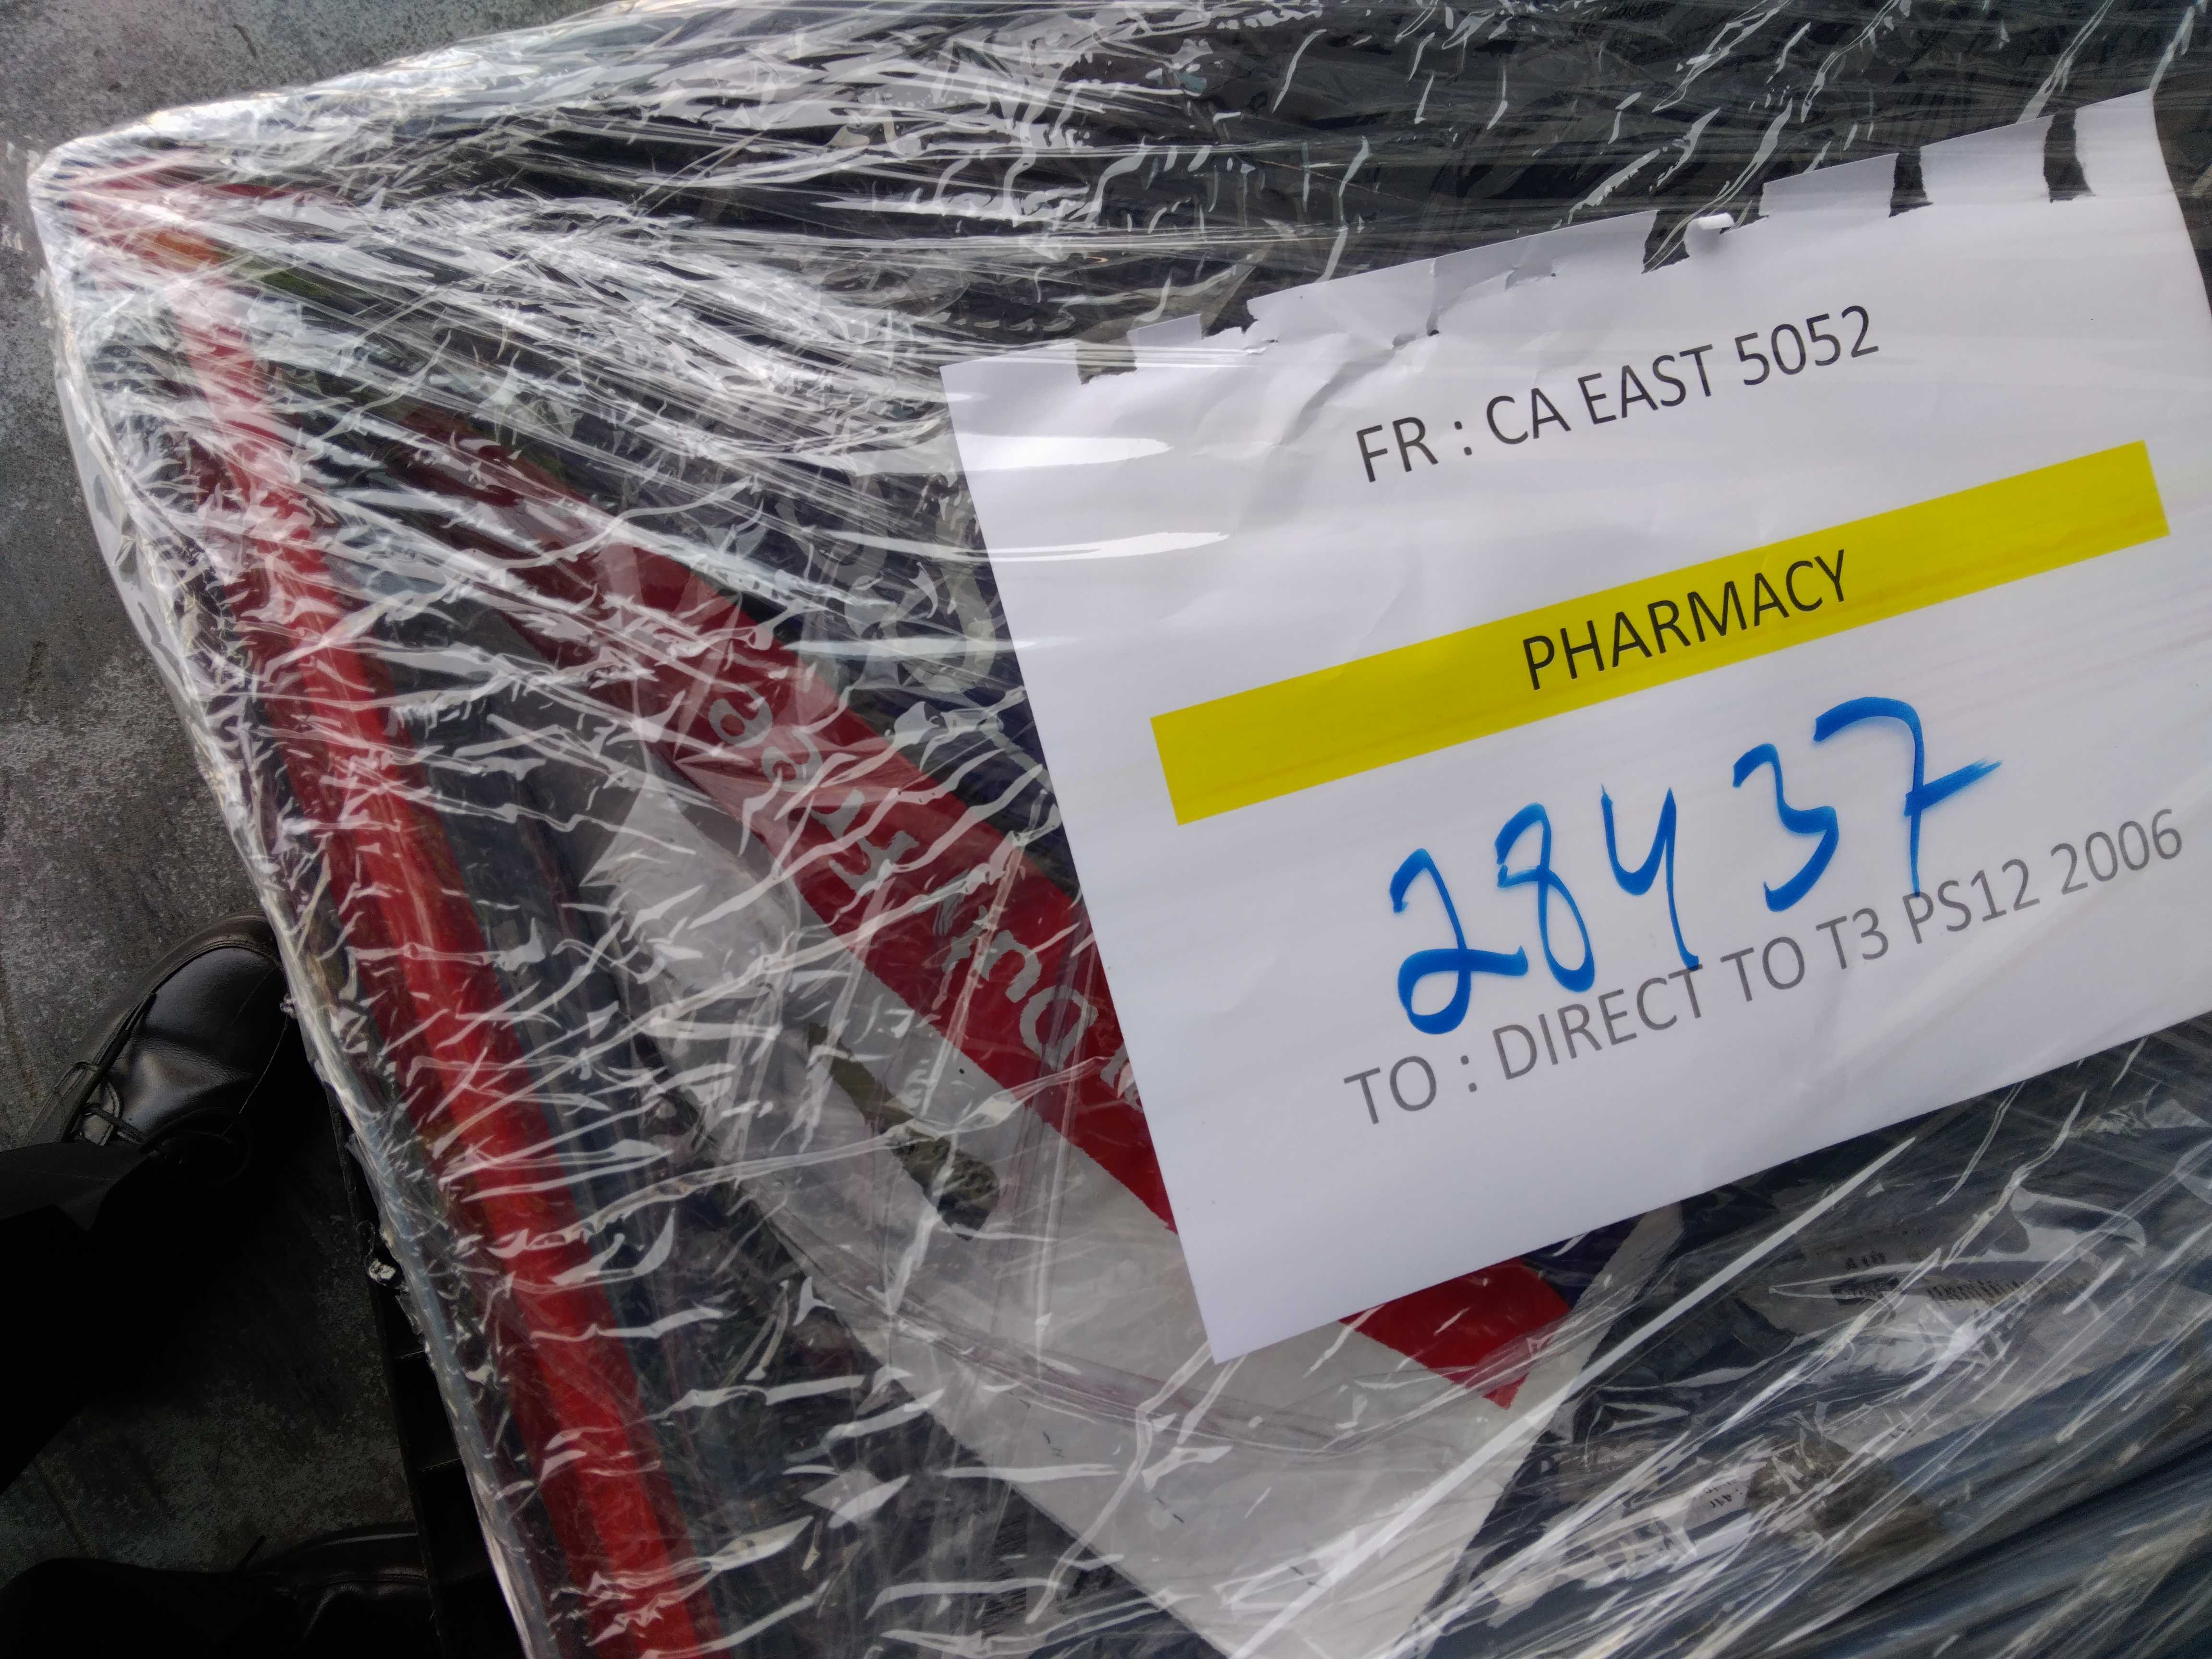 FR : CA EAST 5052
PHARMACY
28437
TO : DIRECT TO T3 PS12 2006